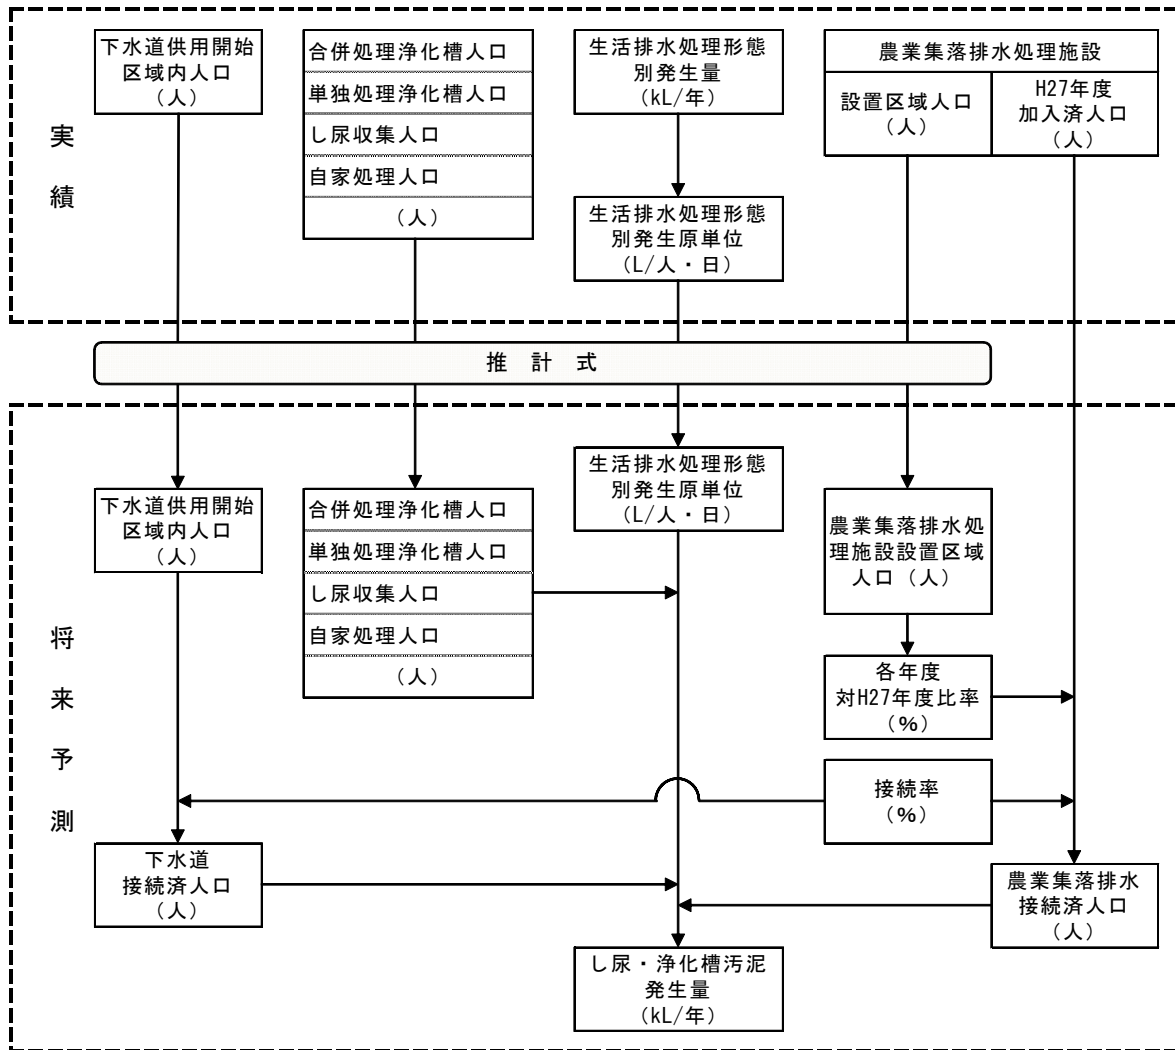 実
績
下水道供用開始
区域内人口
（人）
合併処理浄化槽人口
単独処理浄化槽人口
し尿収集人口
自家処理人口
（人）
生活排水処理形態
別発生量
（kL/年）
生活排水処理形態
別発生原単位
（L/人・日）
農業集落排水処理施設
設置区域人口
（人）
H27年度
加入済人口
（人）
推　計　式
将
来
予
測
下水道供用開始
区域内人口
（人）
合併処理浄化槽人口
単独処理浄化槽人口
し尿収集人口
自家処理人口
（人）
生活排水処理形態
別発生原単位
（L/人・日）
農業集落排水処
理施設設置区域
人口（人）
各年度
対H27年度比率
（%）
接続率
（%）
下水道
接続済人口
（人）
農業集落排水
接続済人口
（人）
し尿・浄化槽汚泥
発生量
（kL/年）